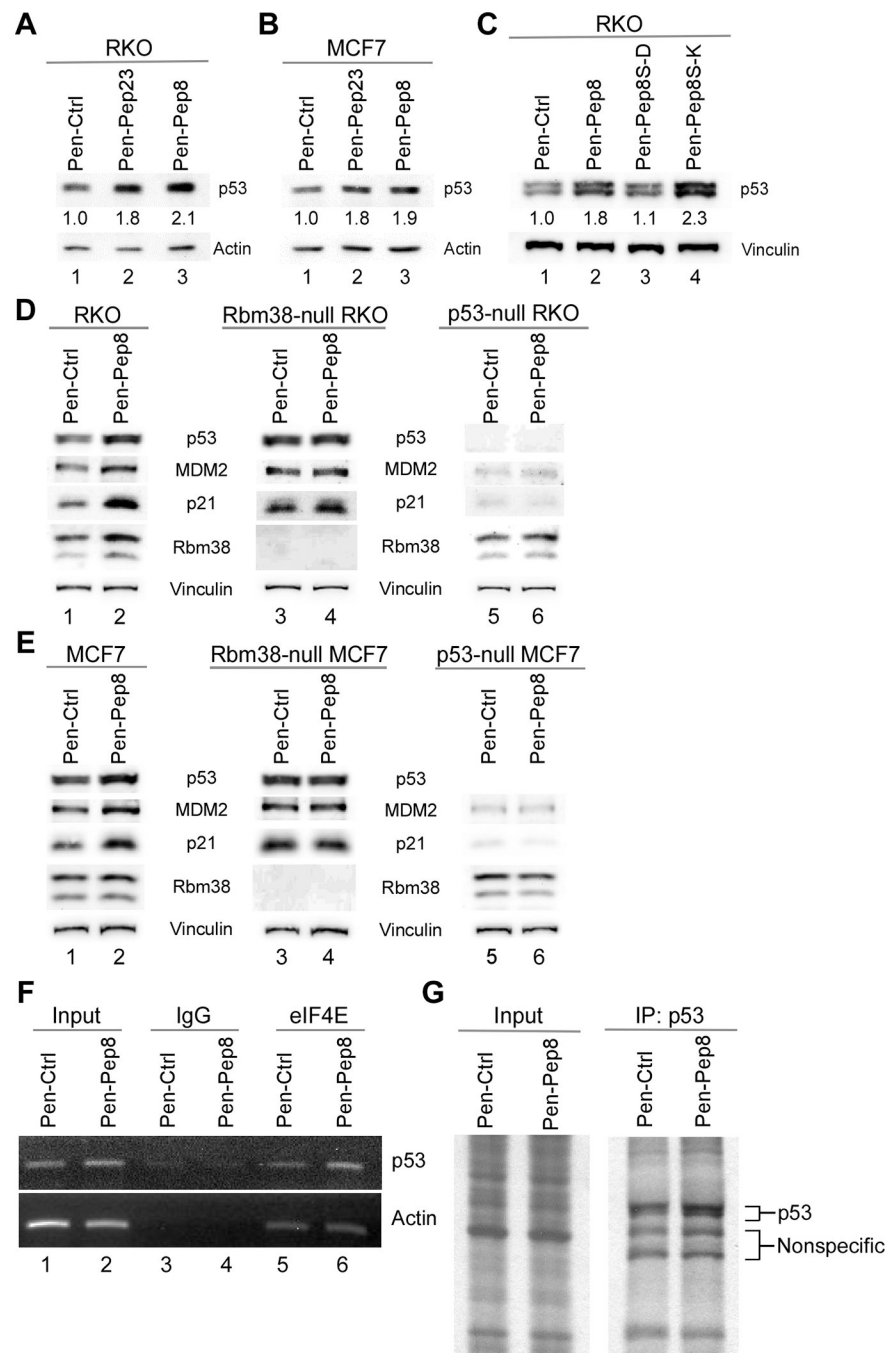 A
RKO
Pen-Ctrl
Pen-Pep23
Pen-Pep8
p53
1.0 1.8 2.1
Actin
1 2 3
B
MCF7
Pen-Ctrl
Pen-Pep23
Pen-Pep8
p53
1.0 1.8 1.9
Actin
1 2 3
C
RKO
Pen-Ctrl
Pen-Pep8
Pen-Pep8S-D
Pen-Pep8S-K
p53
1.0 1.8 1.1 2.3
Vinculin
1 2 3 4
D
RKO Rbm38-null RKO p53-null RKO
Pen-Ctrl
Pen-Pep8
Pen-Ctrl
Pen-Pep8
Pen-Ctrl
Pen-Pep8
p53 p53
MDM2 MDM2
p21 p21
Rbm38 Rbm38
Vinculin Vinculin
1 2 3 4 5 6
E
MCF7 Rbm38-null MCF7 p53-null MCF7
Pen-Ctrl
Pen-Pep8
Pen-Ctrl
Pen-Pep8
Pen-Ctrl
Pen-Pep8
p53 p53
MDM2 MDM2
p21 p21
Rbm38 Rbm38
Vinculin Vinculin
1 2 3 4 5 6
F
Input IgG eIF4E
Pen-Ctrl
Pen-Pep8
Pen-Ctrl
Pen-Pep8
Pen-Ctrl
Pen-Pep8
p53
Actin
1 2 3 4 5 6
G
Input IP: p53
Pen-Ctrl
Pen-Pep8
Pen-Ctrl
Pen-Pep8
p53
Nonspecific